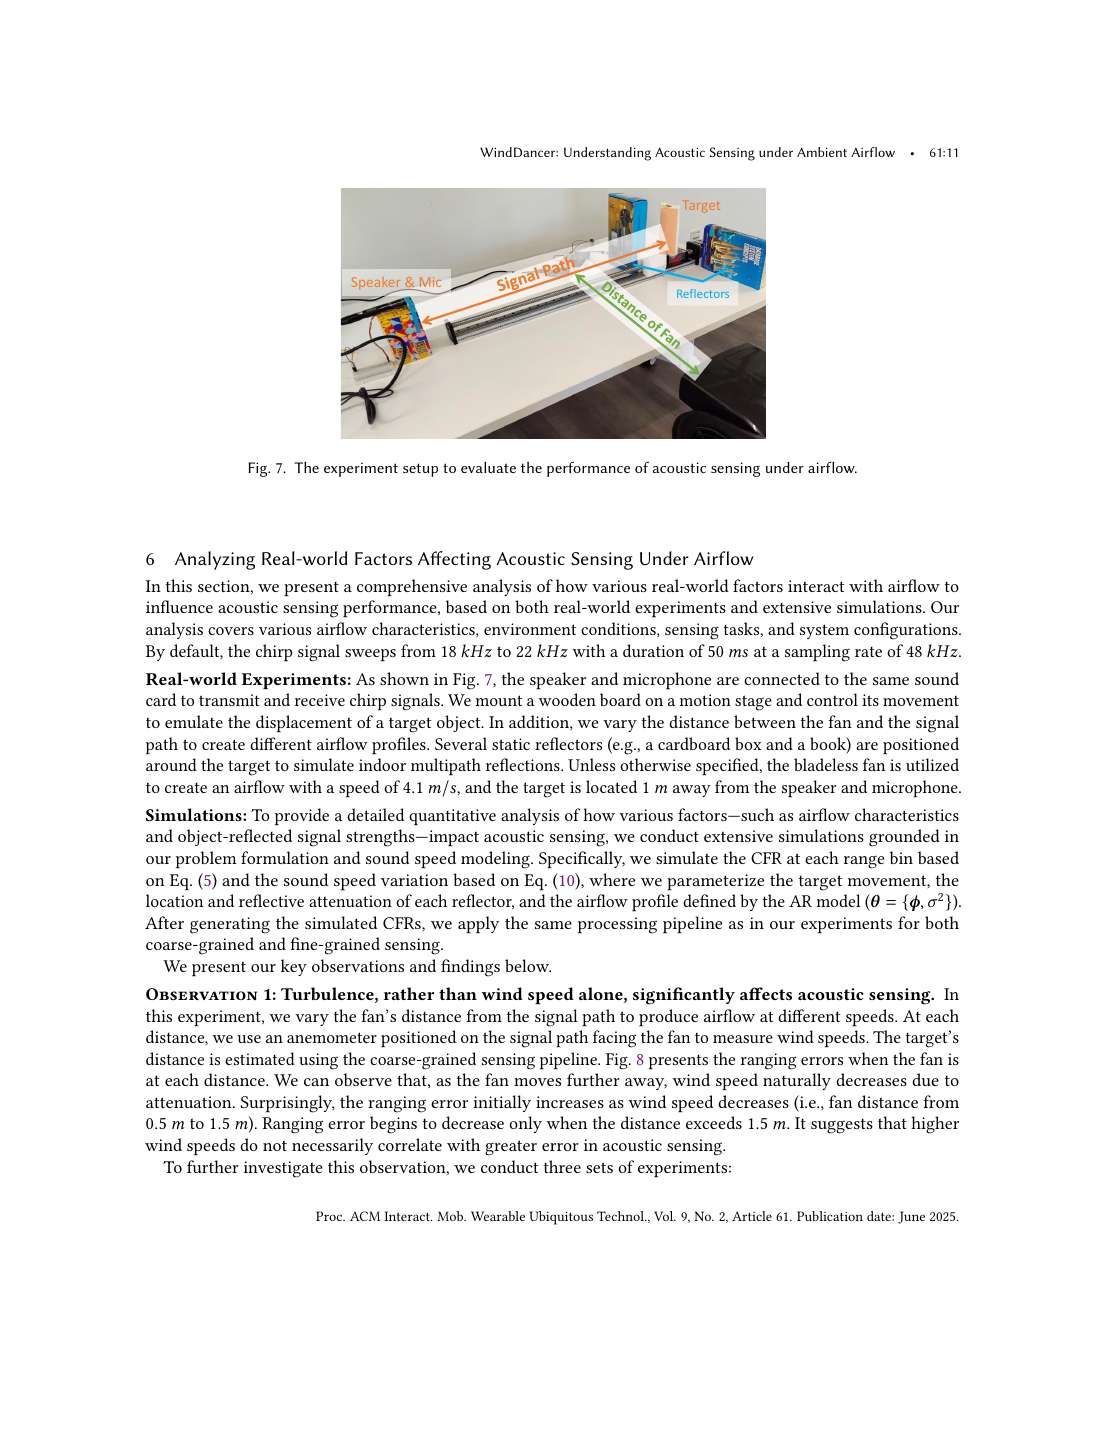 WindDancer: Understanding Acoustic Sensing under Ambient Airflow • 61:11
Target
Speaker & Mic
Signal Path
Reflectors
Distance of Fan
Fig. 7. The experiment setup to evaluate the performance of acoustic sensing under airflow.
6 Analyzing Real-world Factors Affecting Acoustic Sensing Under Airflow
In this section, we present a comprehensive analysis of how various real-world factors interact with airflow to
influence acoustic sensing performance, based on both real-world experiments and extensive simulations. Our
analysis covers various airflow characteristics, environment conditions, sensing tasks, and system configurations.
By default, the chirp signal sweeps from 18 kHz to 22 kHz with a duration of 50 ms at a sampling rate of 48 kHz.
Real-world Experiments: As shown in Fig. 7, the speaker and microphone are connected to the same sound
card to transmit and receive chirp signals. We mount a wooden board on a motion stage and control its movement
to emulate the displacement of a target object. In addition, we vary the distance between the fan and the signal
path to create different airflow profiles. Several static reflectors (e.g., a cardboard box and a book) are positioned
around the target to simulate indoor multipath reflections. Unless otherwise specified, the bladeless fan is utilized
to create an airflow with a speed of 4.1 m/s, and the target is located 1 m away from the speaker and microphone.
Simulations: To provide a detailed quantitative analysis of how various factors—such as airflow characteristics
and object-reflected signal strengths—impact acoustic sensing, we conduct extensive simulations grounded in
our problem formulation and sound speed modeling. Specifically, we simulate the CFR at each range bin based
on Eq. (5) and the sound speed variation based on Eq. (10), where we parameterize the target movement, the
location and reflective attenuation of each reflector, and the airflow profile defined by the AR model (θ = {ϕ, σ²}).
After generating the simulated CFRs, we apply the same processing pipeline as in our experiments for both
coarse-grained and fine-grained sensing.
We present our key observations and findings below.
Observation 1: Turbulence, rather than wind speed alone, significantly affects acoustic sensing. In
this experiment, we vary the fan's distance from the signal path to produce airflow at different speeds. At each
distance, we use an anemometer positioned on the signal path facing the fan to measure wind speeds. The target's
distance is estimated using the coarse-grained sensing pipeline. Fig. 8 presents the ranging errors when the fan is
at each distance. We can observe that, as the fan moves further away, wind speed naturally decreases due to
attenuation. Surprisingly, the ranging error initially increases as wind speed decreases (i.e., fan distance from
0.5 m to 1.5 m). Ranging error begins to decrease only when the distance exceeds 1.5 m. It suggests that higher
wind speeds do not necessarily correlate with greater error in acoustic sensing.
To further investigate this observation, we conduct three sets of experiments:
Proc. ACM Interact. Mob. Wearable Ubiquitous Technol., Vol. 9, No. 2, Article 61. Publication date: June 2025.